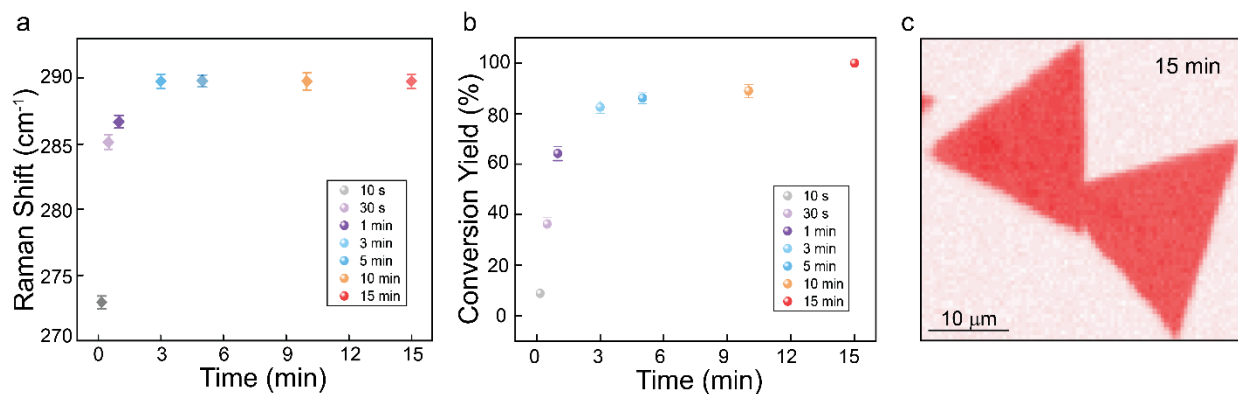 a
Raman Shift (cm⁻¹)
290
285
280
275
270
0 3 6 9 12 15
Time (min)
10 s
30 s
1 min
3 min
5 min
10 min
15 min
b
Conversion Yield (%)
100
80
60
40
20
0
0 3 6 9 12 15
Time (min)
10 s
30 s
1 min
3 min
5 min
10 min
15 min
c
15 min
10 μm